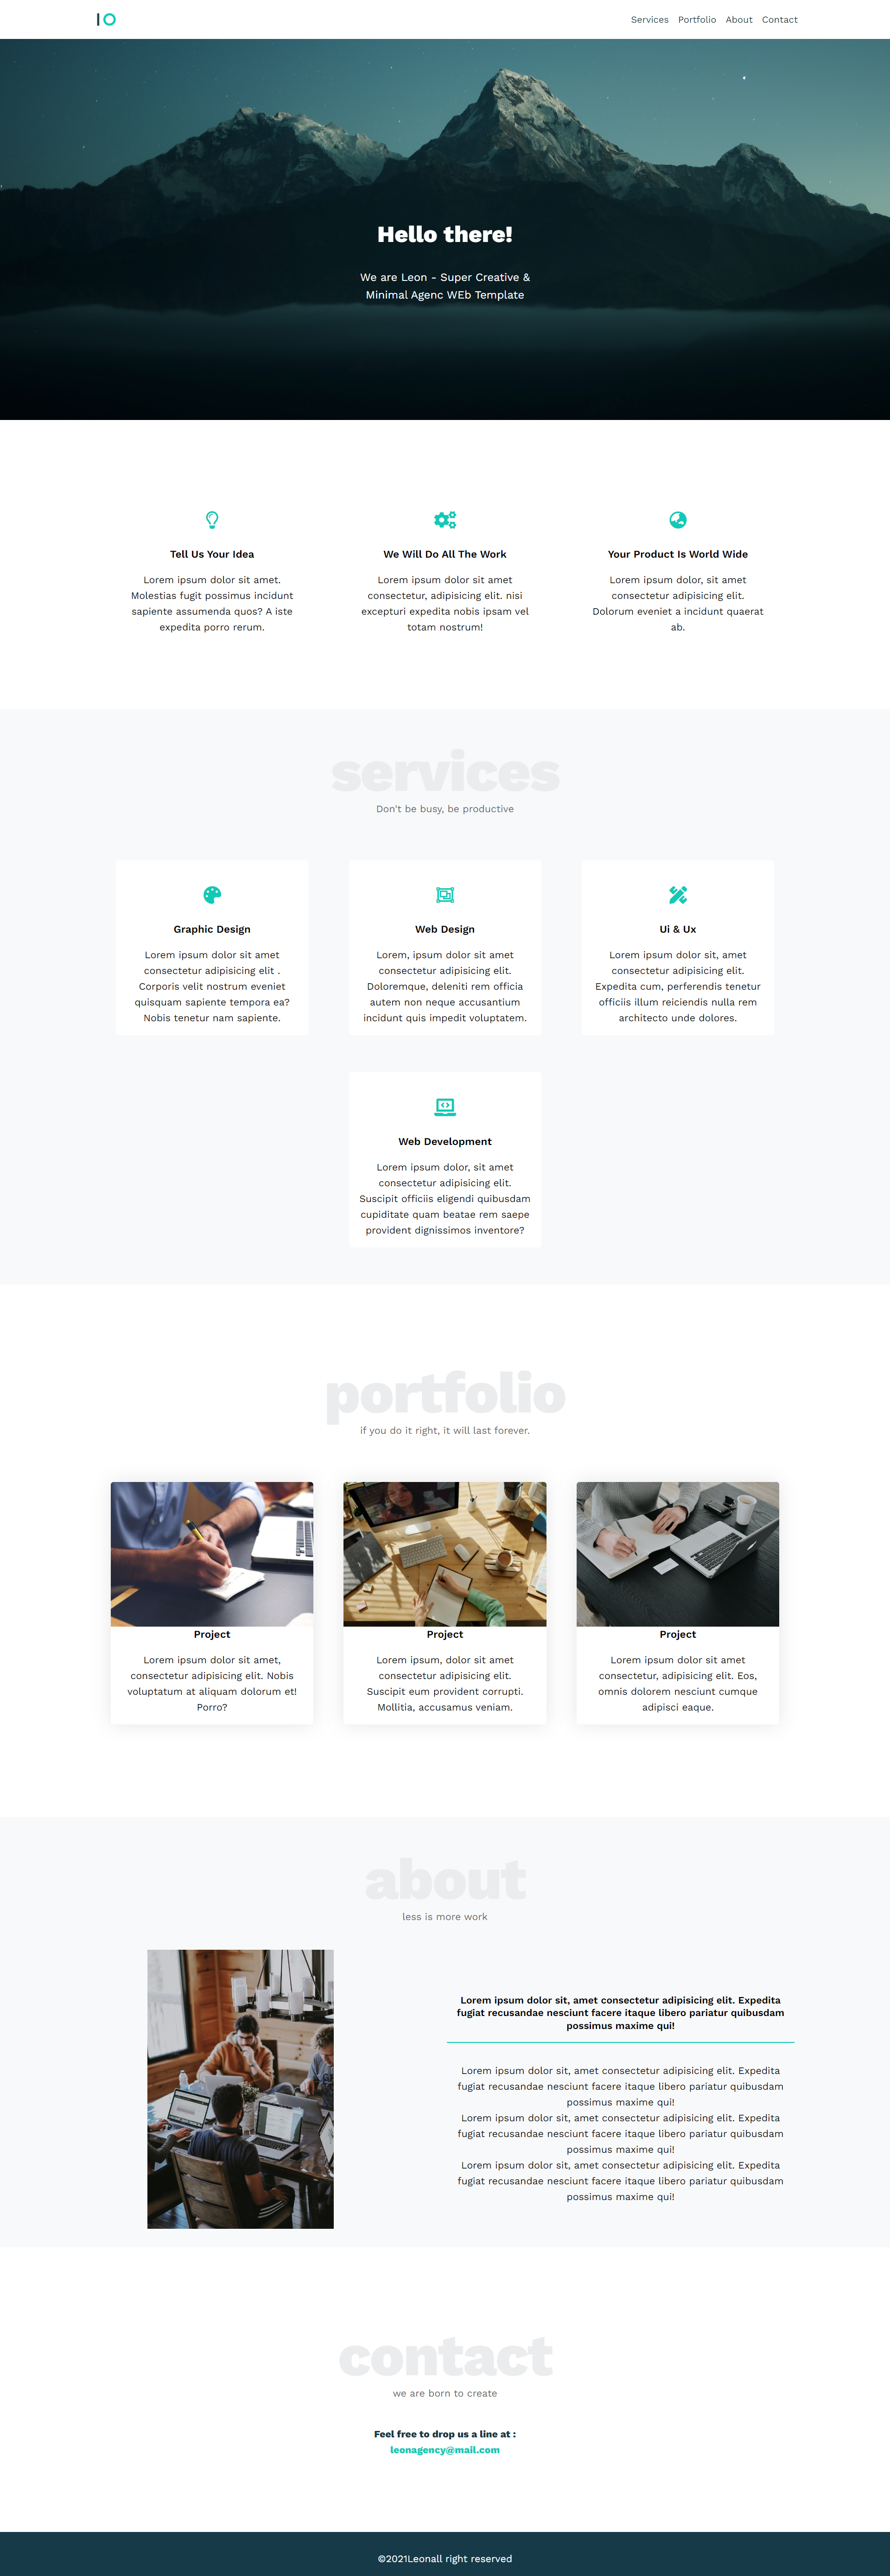 Services Portfolio About Contact
Hello there!
We are Leon - Super Creative &
Minimal Agenc WEb Template
Tell Us Your Idea
Lorem ipsum dolor sit amet.
Molestias fugit possimus incidunt
sapiente assumenda quos? A iste
expedita porro rerum.
We Will Do All The Work
Lorem ipsum dolor sit amet
consectetur, adipisicing elit. nisi
excepturi expedita nobis ipsam vel
totam nostrum!
Your Product Is World Wide
Lorem ipsum dolor, sit amet
consectetur adipisicing elit.
Dolorum eveniet a incidunt quaerat
ab.
services
Don't be busy, be productive
Graphic Design
Lorem ipsum dolor sit amet
consectetur adipisicing elit .
Corporis velit nostrum eveniet
quisquam sapiente tempora ea?
Nobis tenetur nam sapiente.
Web Design
Lorem, ipsum dolor sit amet
consectetur adipisicing elit.
Doloremque, deleniti rem officia
autem non neque accusantium
incidunt quis impedit voluptatem.
Ui & Ux
Lorem ipsum dolor sit, amet
consectetur adipisicing elit.
Expedita cum, perferendis tenetur
officiis illum reiciendis nulla rem
architecto unde dolores.
Web Development
Lorem ipsum dolor, sit amet
consectetur adipisicing elit.
Suscipit officiis eligendi quibusdam
cupiditate quam beatae rem saepe
provident dignissimos inventore?
portfolio
if you do it right, it will last forever.
Project
Lorem ipsum dolor sit amet,
consectetur adipisicing elit. Nobis
voluptatum at aliquam dolorum et!
Porro?
Project
Lorem ipsum, dolor sit amet
consectetur adipisicing elit.
Suscipit eum provident corrupti.
Mollitia, accusamus veniam.
Project
Lorem ipsum dolor sit amet
consectetur, adipisicing elit. Eos,
omnis dolorem nesciunt cumque
adipisci eaque.
about
less is more work
Lorem ipsum dolor sit, amet consectetur adipisicing elit. Expedita
fugiat recusandae nesciunt facere itaque libero pariatur quibusdam
possimus maxime qui!
Lorem ipsum dolor sit, amet consectetur adipisicing elit. Expedita
fugiat recusandae nesciunt facere itaque libero pariatur quibusdam
possimus maxime qui!
Lorem ipsum dolor sit, amet consectetur adipisicing elit. Expedita
fugiat recusandae nesciunt facere itaque libero pariatur quibusdam
possimus maxime qui!
Lorem ipsum dolor sit, amet consectetur adipisicing elit. Expedita
fugiat recusandae nesciunt facere itaque libero pariatur quibusdam
possimus maxime qui!
contact
we are born to create
Feel free to drop us a line at :
leonagency@mail.com
©2021Leonall right reserved